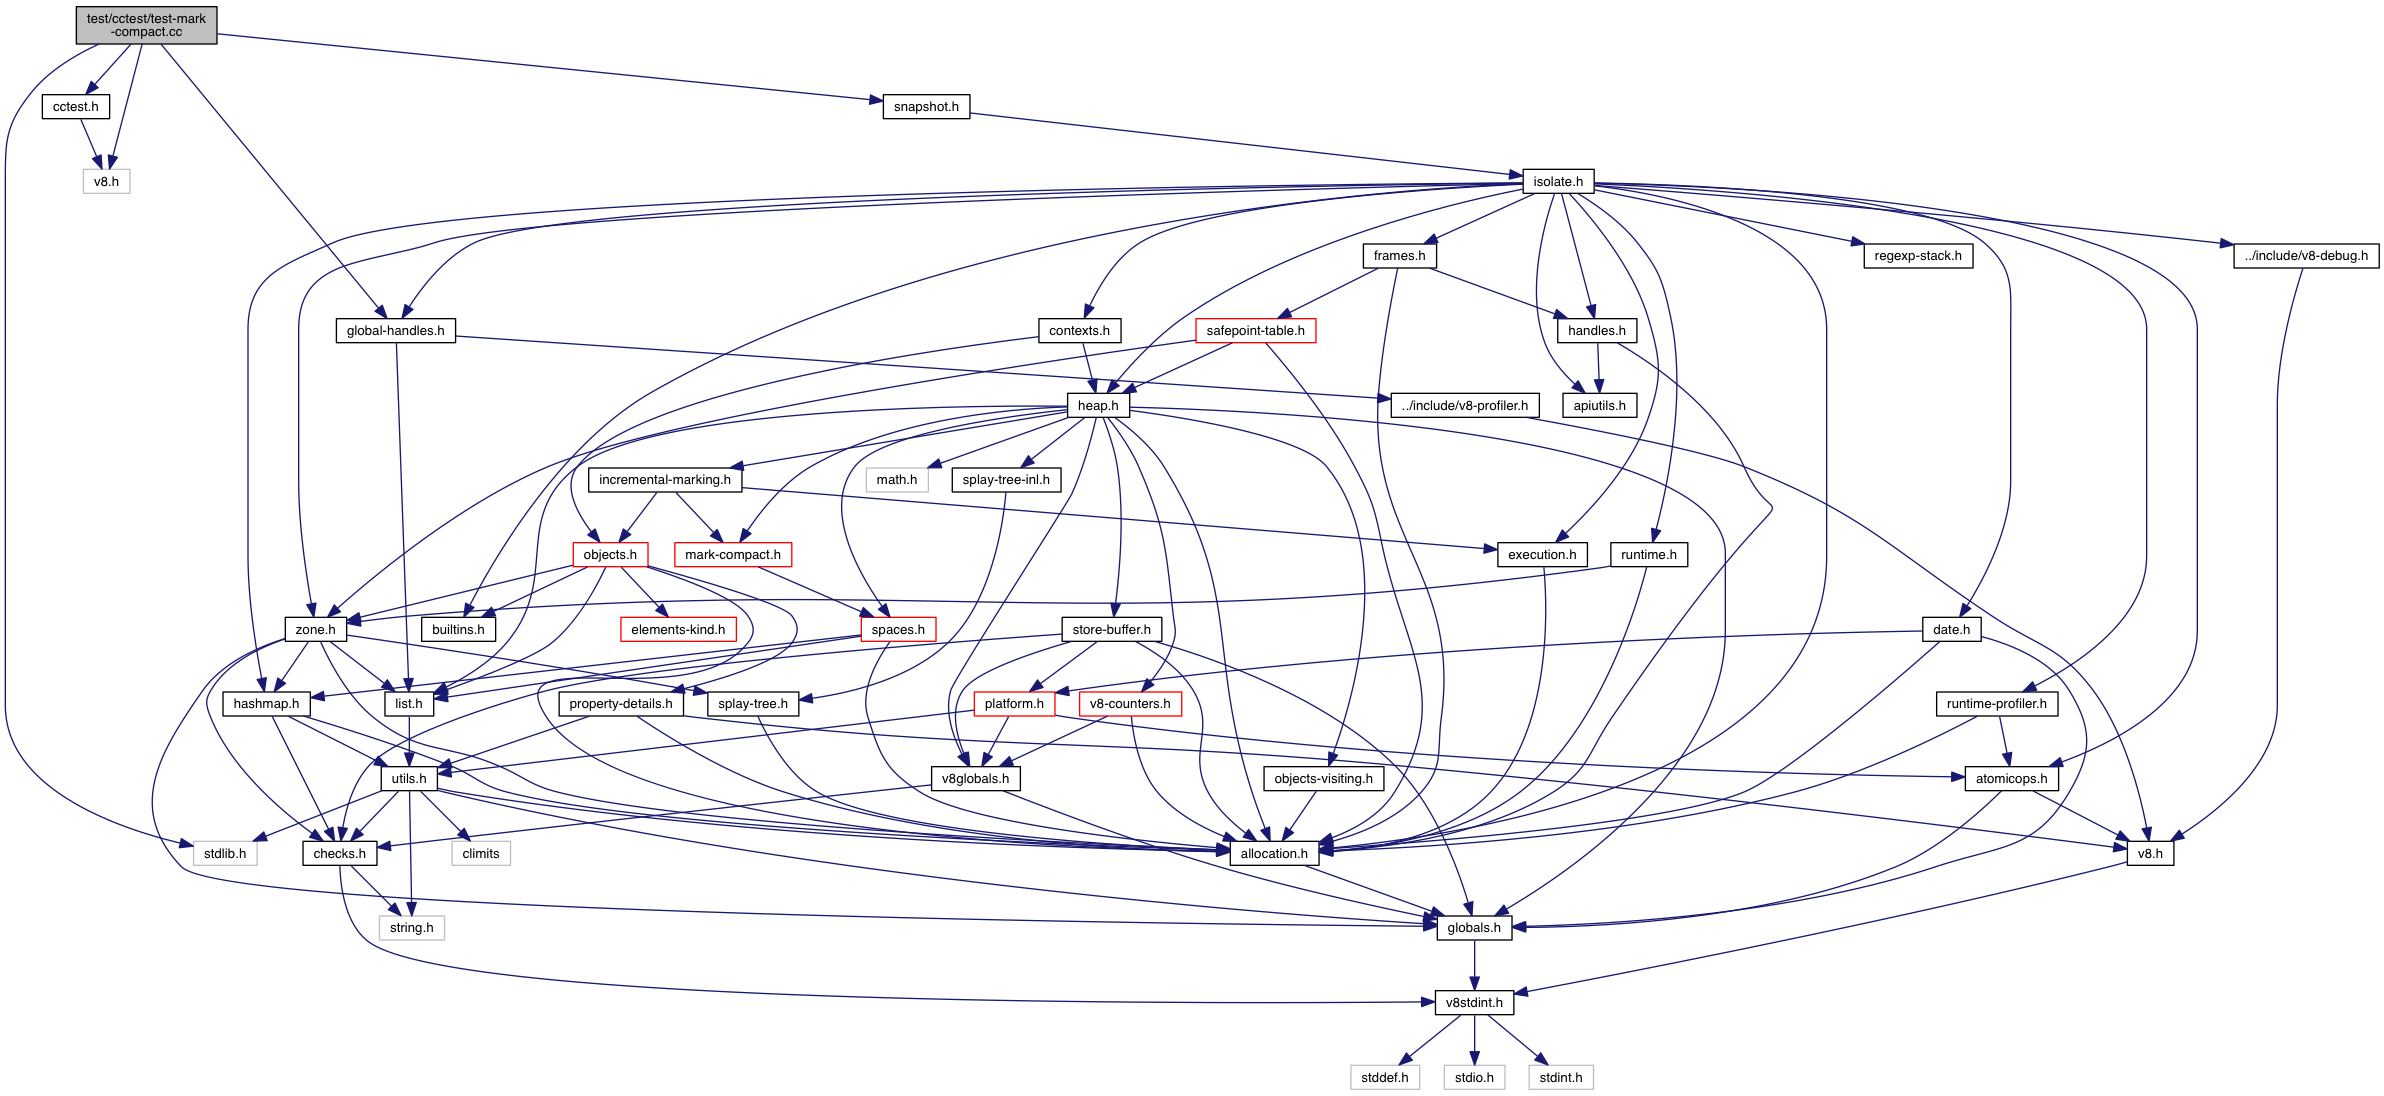 test/cctest/test-mark
-compact.cc
cctest.h
snapshot.h
v8.h
isolate.h
frames.h
regexp-stack.h
../include/v8-debug.h
global-handles.h
contexts.h
safepoint-table.h
handles.h
heap.h
../include/v8-profiler.h
apiutils.h
incremental-marking.h
math.h
splay-tree-inl.h
objects.h
mark-compact.h
execution.h
runtime.h
zone.h
builtins.h
elements-kind.h
spaces.h
store-buffer.h
date.h
hashmap.h
list.h
property-details.h
splay-tree.h
platform.h
v8-counters.h
runtime-profiler.h
utils.h
v8globals.h
objects-visiting.h
atomicops.h
stdlib.h
checks.h
climits
allocation.h
v8.h
string.h
globals.h
v8stdint.h
stddef.h
stdio.h
stdint.h